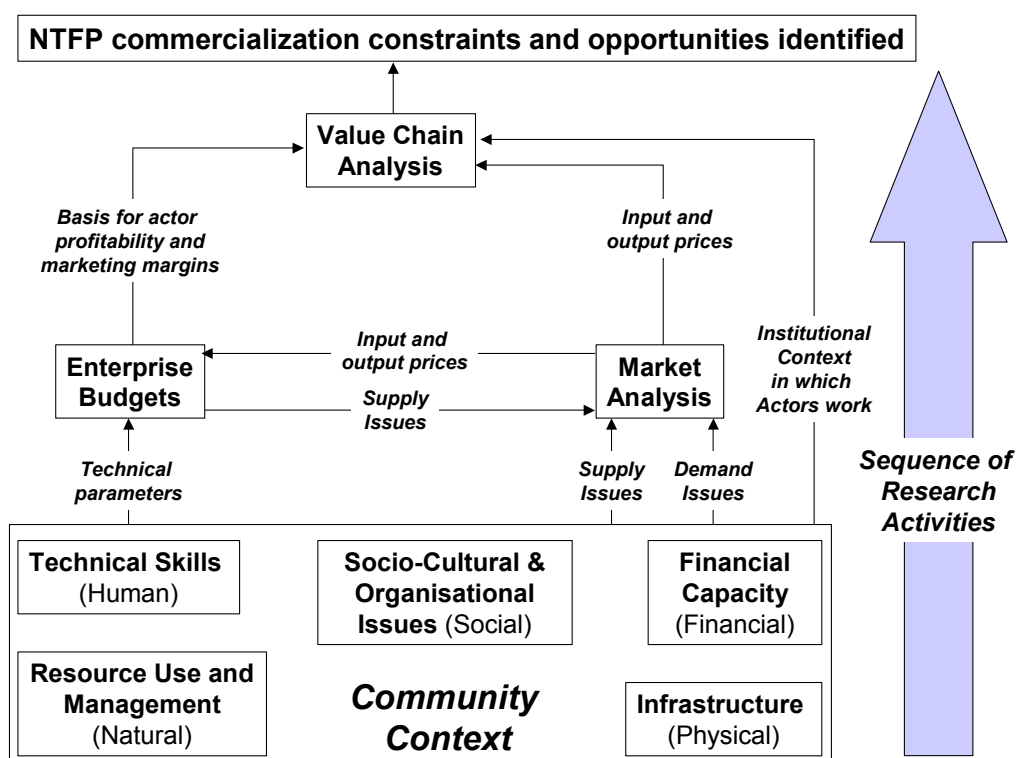 NTFP commercialization constraints and opportunities identified
Value Chain
Analysis
Basis for actor
profitability and
marketing margins
Input and
output prices
Institutional
Context
in which
Actors work
Enterprise
Budgets
Input and
output prices
Supply
Issues
Market
Analysis
Technical
parameters
Supply
Issues
Demand
Issues
Sequence of
Research
Activities
Technical Skills
(Human)
Socio-Cultural &
Organisational
Issues (Social)
Financial
Capacity
(Financial)
Resource Use and
Management
(Natural)
Community
Context
Infrastructure
(Physical)